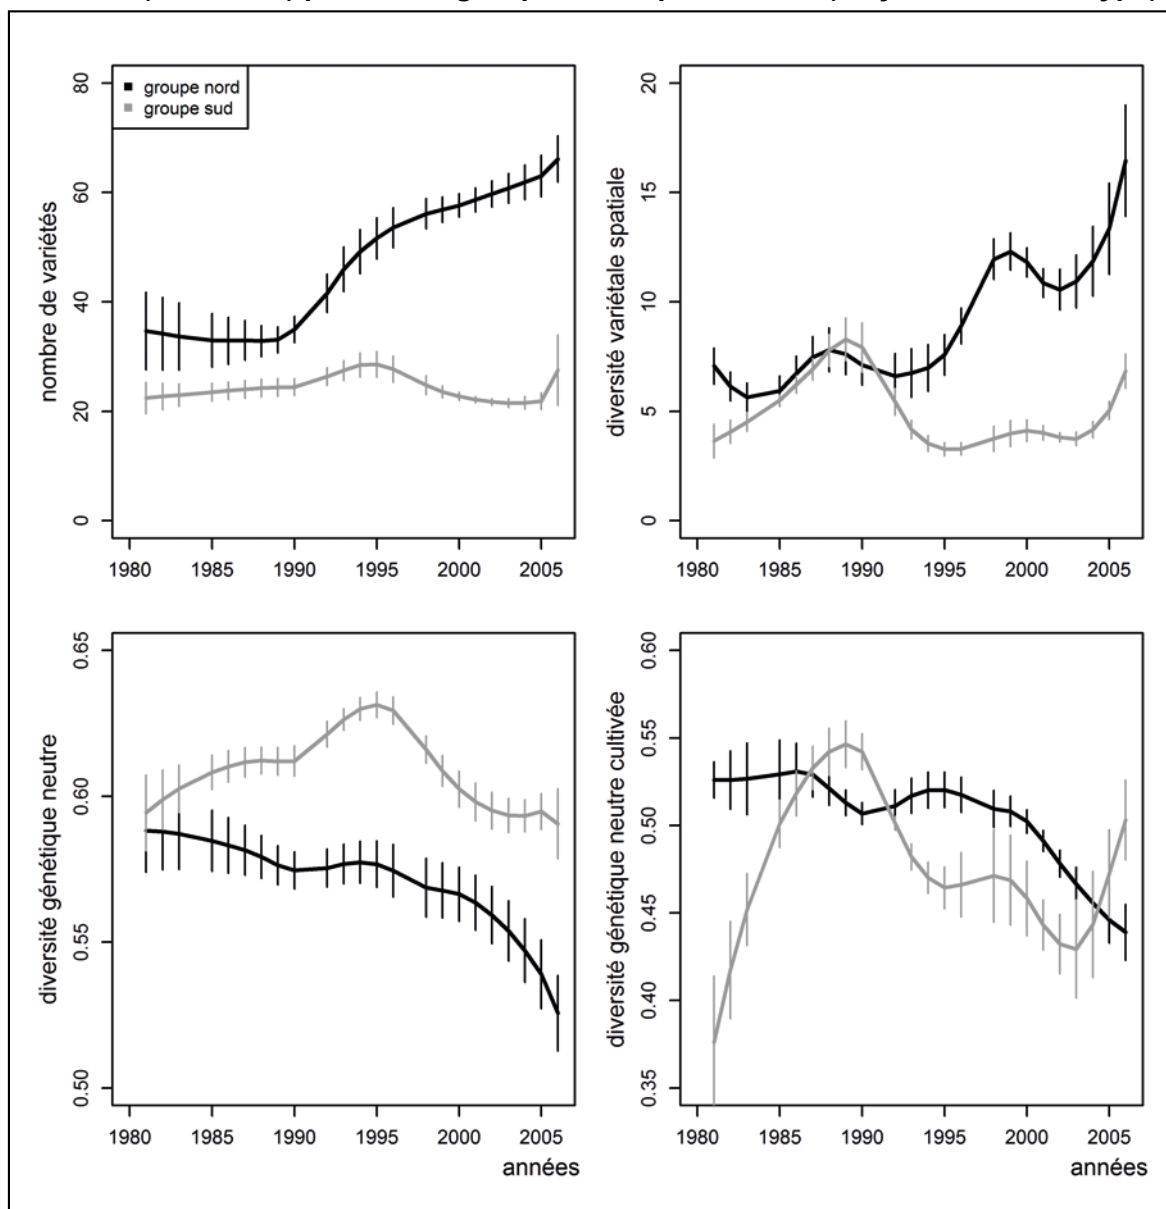 groupe nord
groupe sud
nombre de variétés
0 20 40 60 80
1980 1985 1990 1995 2000 2005
diversité variétale spatiale
0 5 10 15 20
1980 1985 1990 1995 2000 2005
diversité génétique neutre
0.50 0.55 0.60 0.65
1980 1985 1990 1995 2000 2005
années
diversité génétique neutre cultivée
0.35 0.40 0.45 0.50 0.55 0.60
1980 1985 1990 1995 2000 2005
années